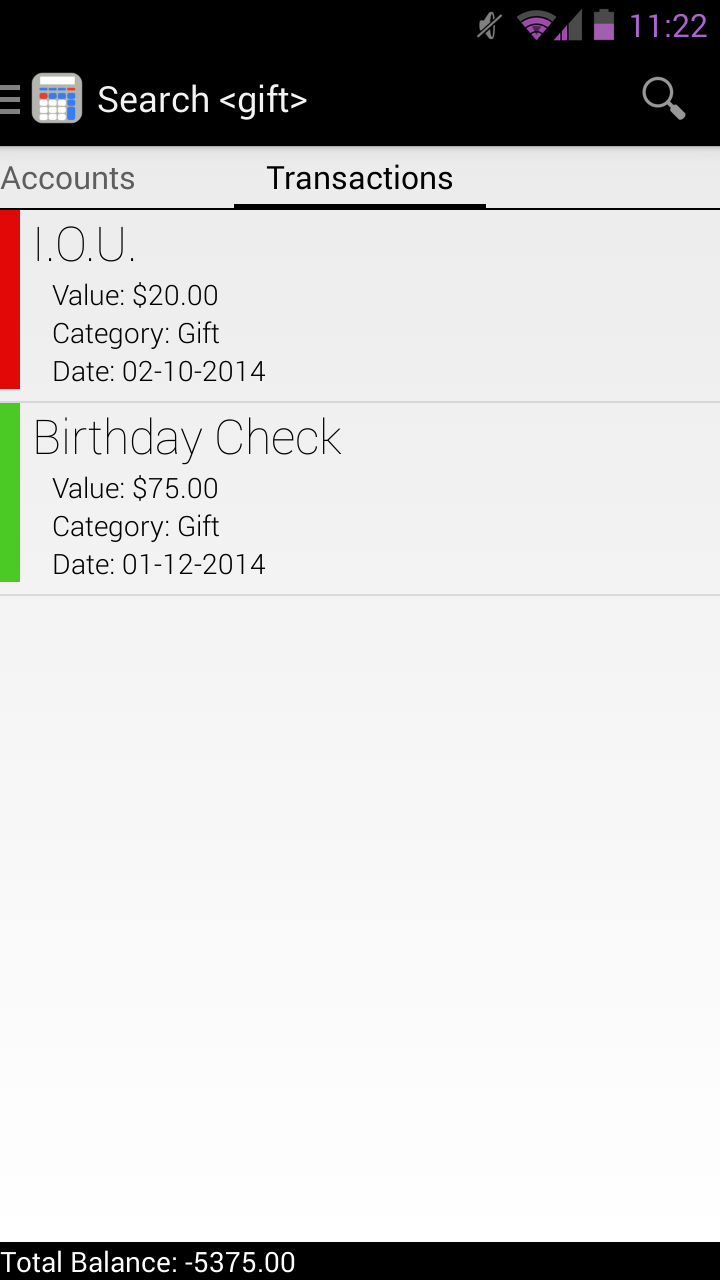 11:22
Search <gift>
Accounts
Transactions
I.O.U.
Value: $20.00
Category: Gift
Date: 02-10-2014
Birthday Check
Value: $75.00
Category: Gift
Date: 01-12-2014
Total Balance: -5375.00